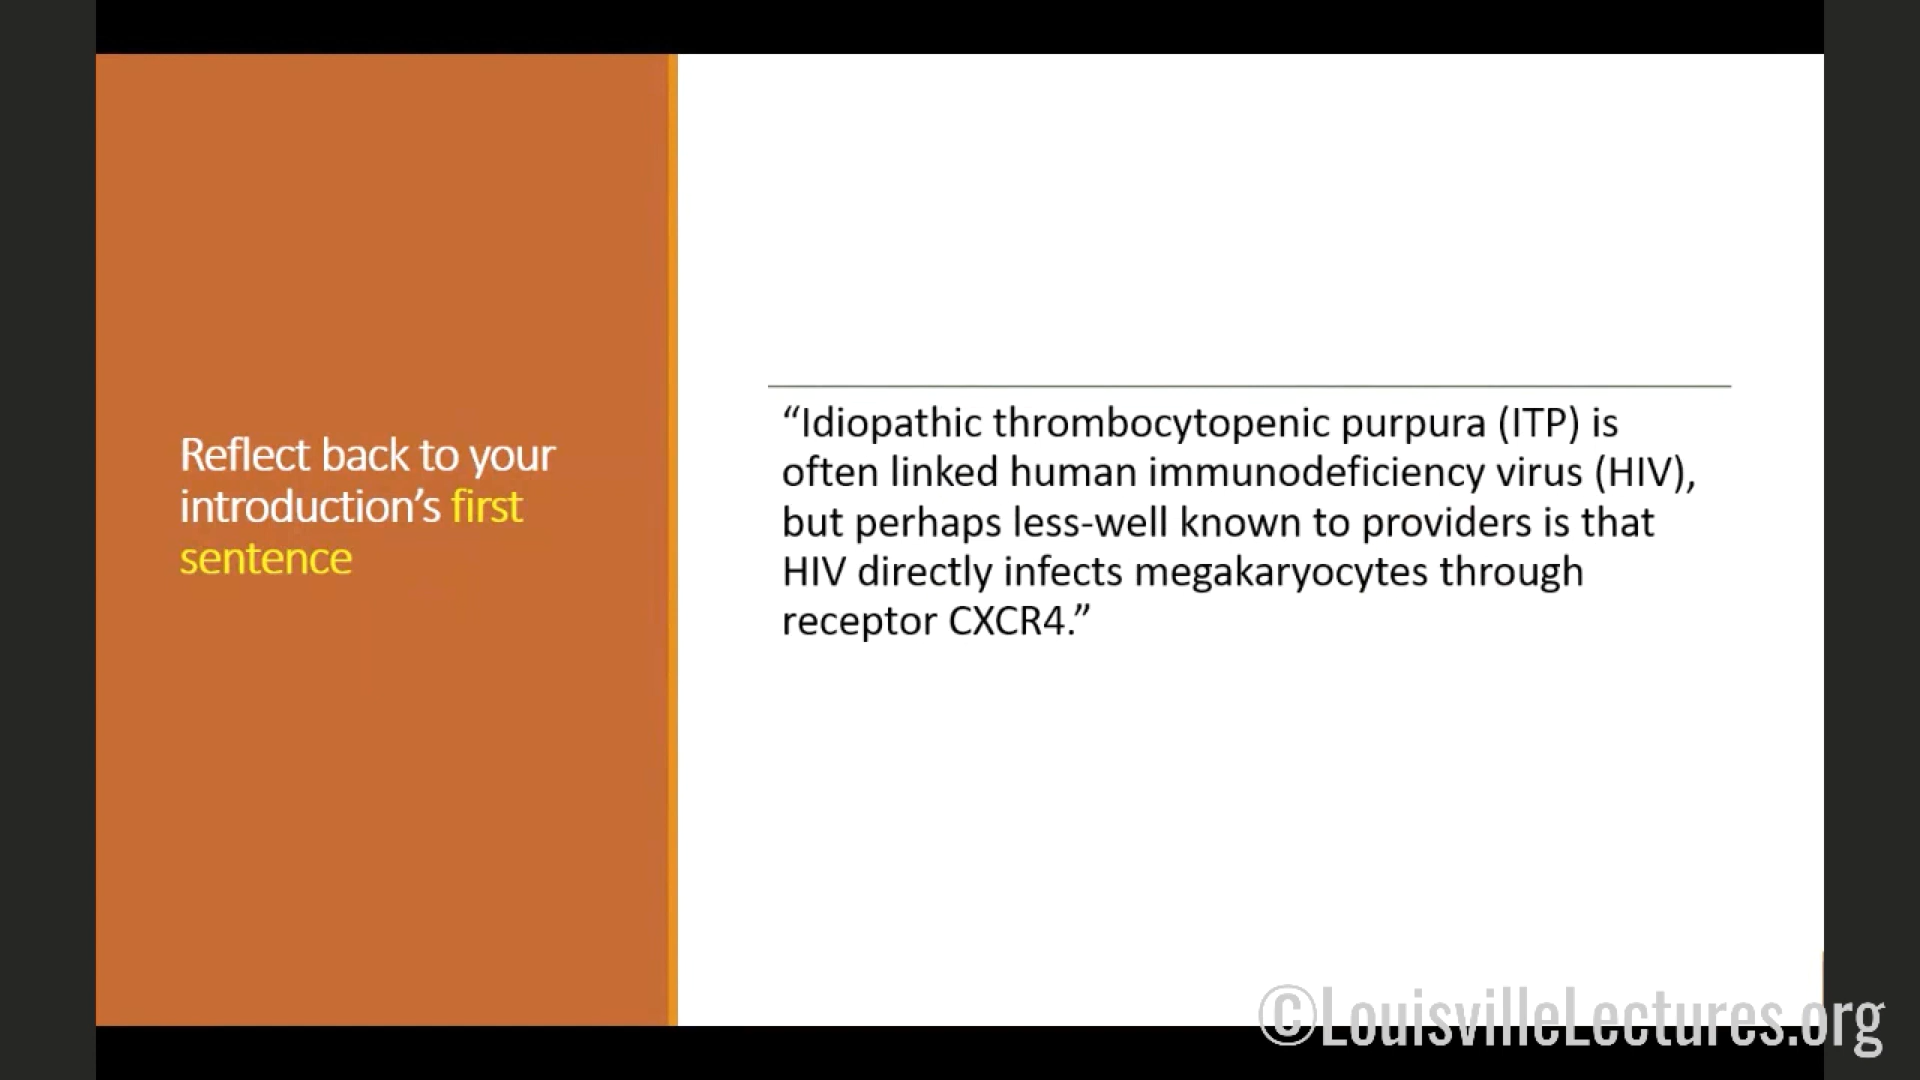 Reflect back to your
introduction’s first
sentence
“Idiopathic thrombocytopenic purpura (ITP) is
often linked human immunodeficiency virus (HIV),
but perhaps less-well known to providers is that
HIV directly infects megakaryocytes through
receptor CXCR4.”
©LouisvilleLectures.org